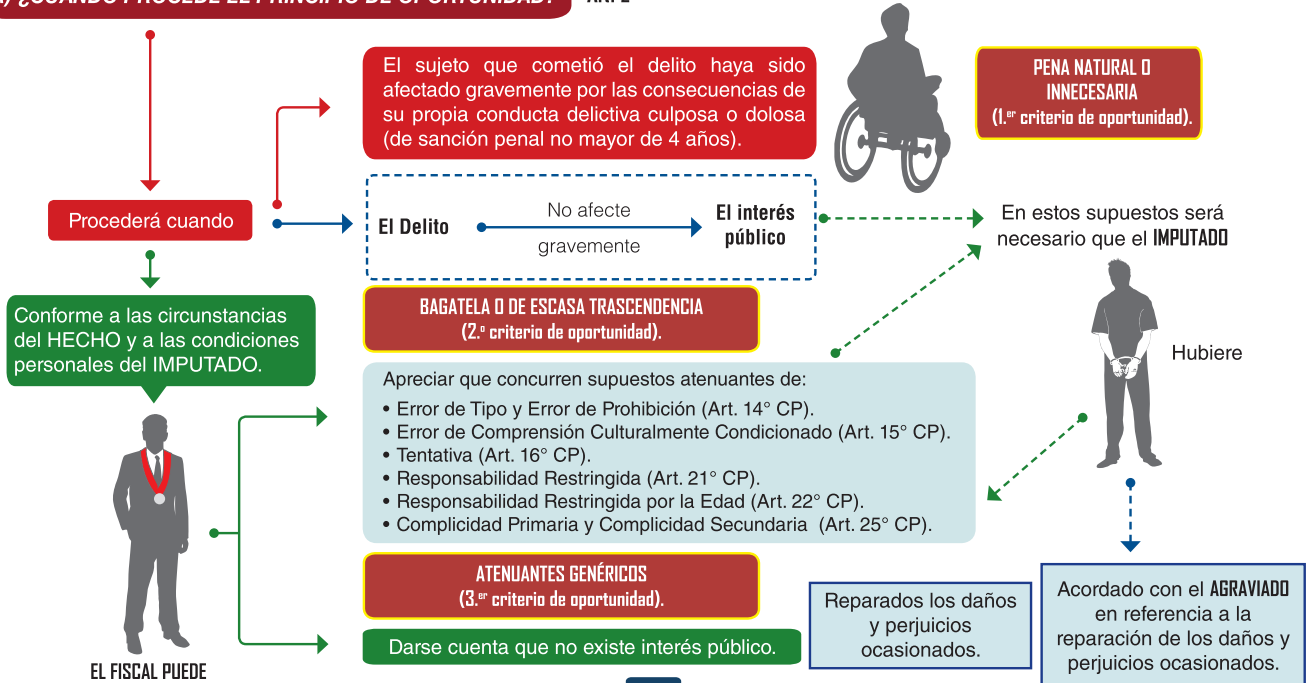 ¿CUÁNDO PROCEDE EL PRINCIPIO DE OPORTUNIDAD?
El sujeto que cometió el delito haya sido
afectado gravemente por las consecuencias de
su propia conducta delictiva culposa o dolosa
(de sanción penal no mayor de 4 años).
PENA NATURAL O
INNECESARIA
(1.er criterio de oportunidad).
Procederá cuando
El Delito
No afecte
gravemente
El interés
público
En estos supuestos será
necesario que el IMPUTADO
Conforme a las circunstancias
del HECHO y a las condiciones
personales del IMPUTADO.
BAGATELA O DE ESCASA TRASCENDENCIA
(2.o criterio de oportunidad).
Hubiere
Apreciar que concurren supuestos atenuantes de:
• Error de Tipo y Error de Prohibición (Art. 14° CP).
• Error de Comprensión Culturalmente Condicionado (Art. 15° CP).
• Tentativa (Art. 16° CP).
• Responsabilidad Restringida (Art. 21° CP).
• Responsabilidad Restringida por la Edad (Art. 22° CP).
• Complicidad Primaria y Complicidad Secundaria (Art. 25° CP).
ATENUANTES GENÉRICOS
(3.er criterio de oportunidad).
Darse cuenta que no existe interés público.
EL FISCAL PUEDE
Reparados los daños
y perjuicios
ocasionados.
Acordado con el AGRAVIADO
en referencia a la
reparación de los daños y
perjuicios ocasionados.